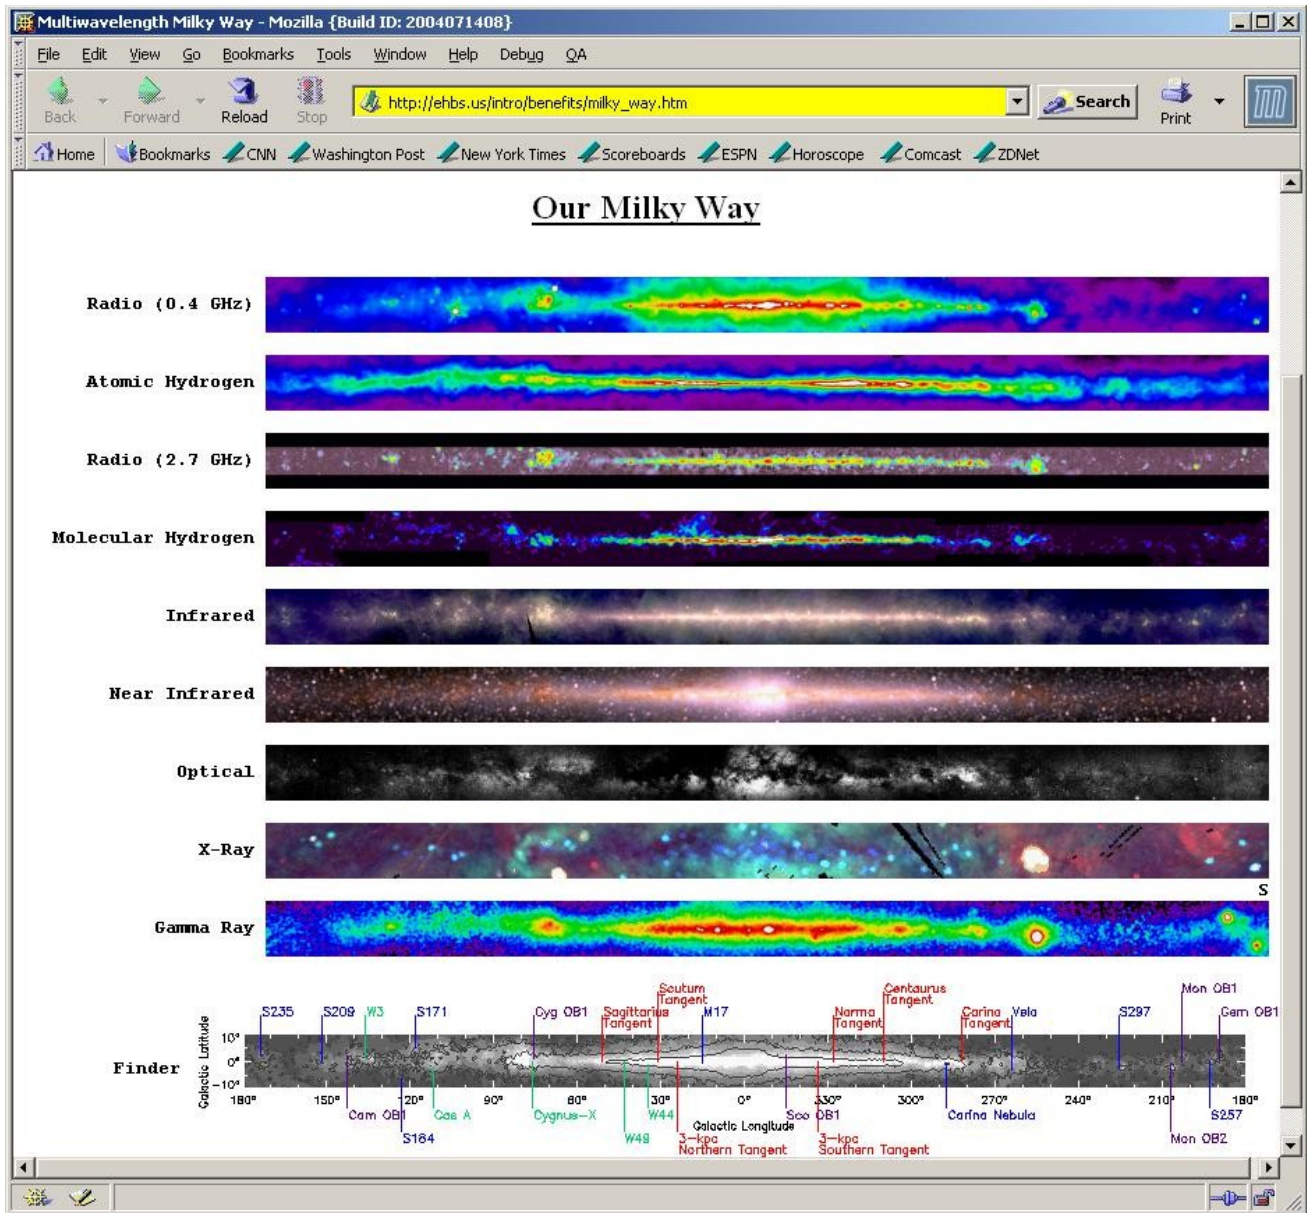 Multiwavelength Milky Way - Mozilla {Build ID: 2004071408}
File Edit View Go Bookmarks Tools Window Help Debug QA
http://ehbs.us/intro/benefits/milky_way.htm Search
Back Forward Reload Stop Print
Home Bookmarks CNN Washington Post New York Times Scoreboards ESPN Horoscope Comcast ZDNet
Our Milky Way
Radio (0.4 GHz)
Atomic Hydrogen
Radio (2.7 GHz)
Molecular Hydrogen
Infrared
Near Infrared
Optical
X-Ray
S
Gamma Ray
Scutum Tangent
Centaurus Tangent
Mon OB1
S235 S209 W3 S171 Cyg OB1 Sagittarius Tangent M17 Norma Tangent Carina Tangent Vela S297 Gem OB1
Galactic Latitude
10°
Finder 0°
-10°
180° 150° 120° 90° 60° 30° 0° 330° 300° 270° 240° 210° 180°
Cam OB1 Cas A Cygnus-X W44 Sco OB1 Carina Nebula S257
Galactic Longitude
S184 W49 3-kpc Northern Tangent 3-kpc Southern Tangent Mon OB2